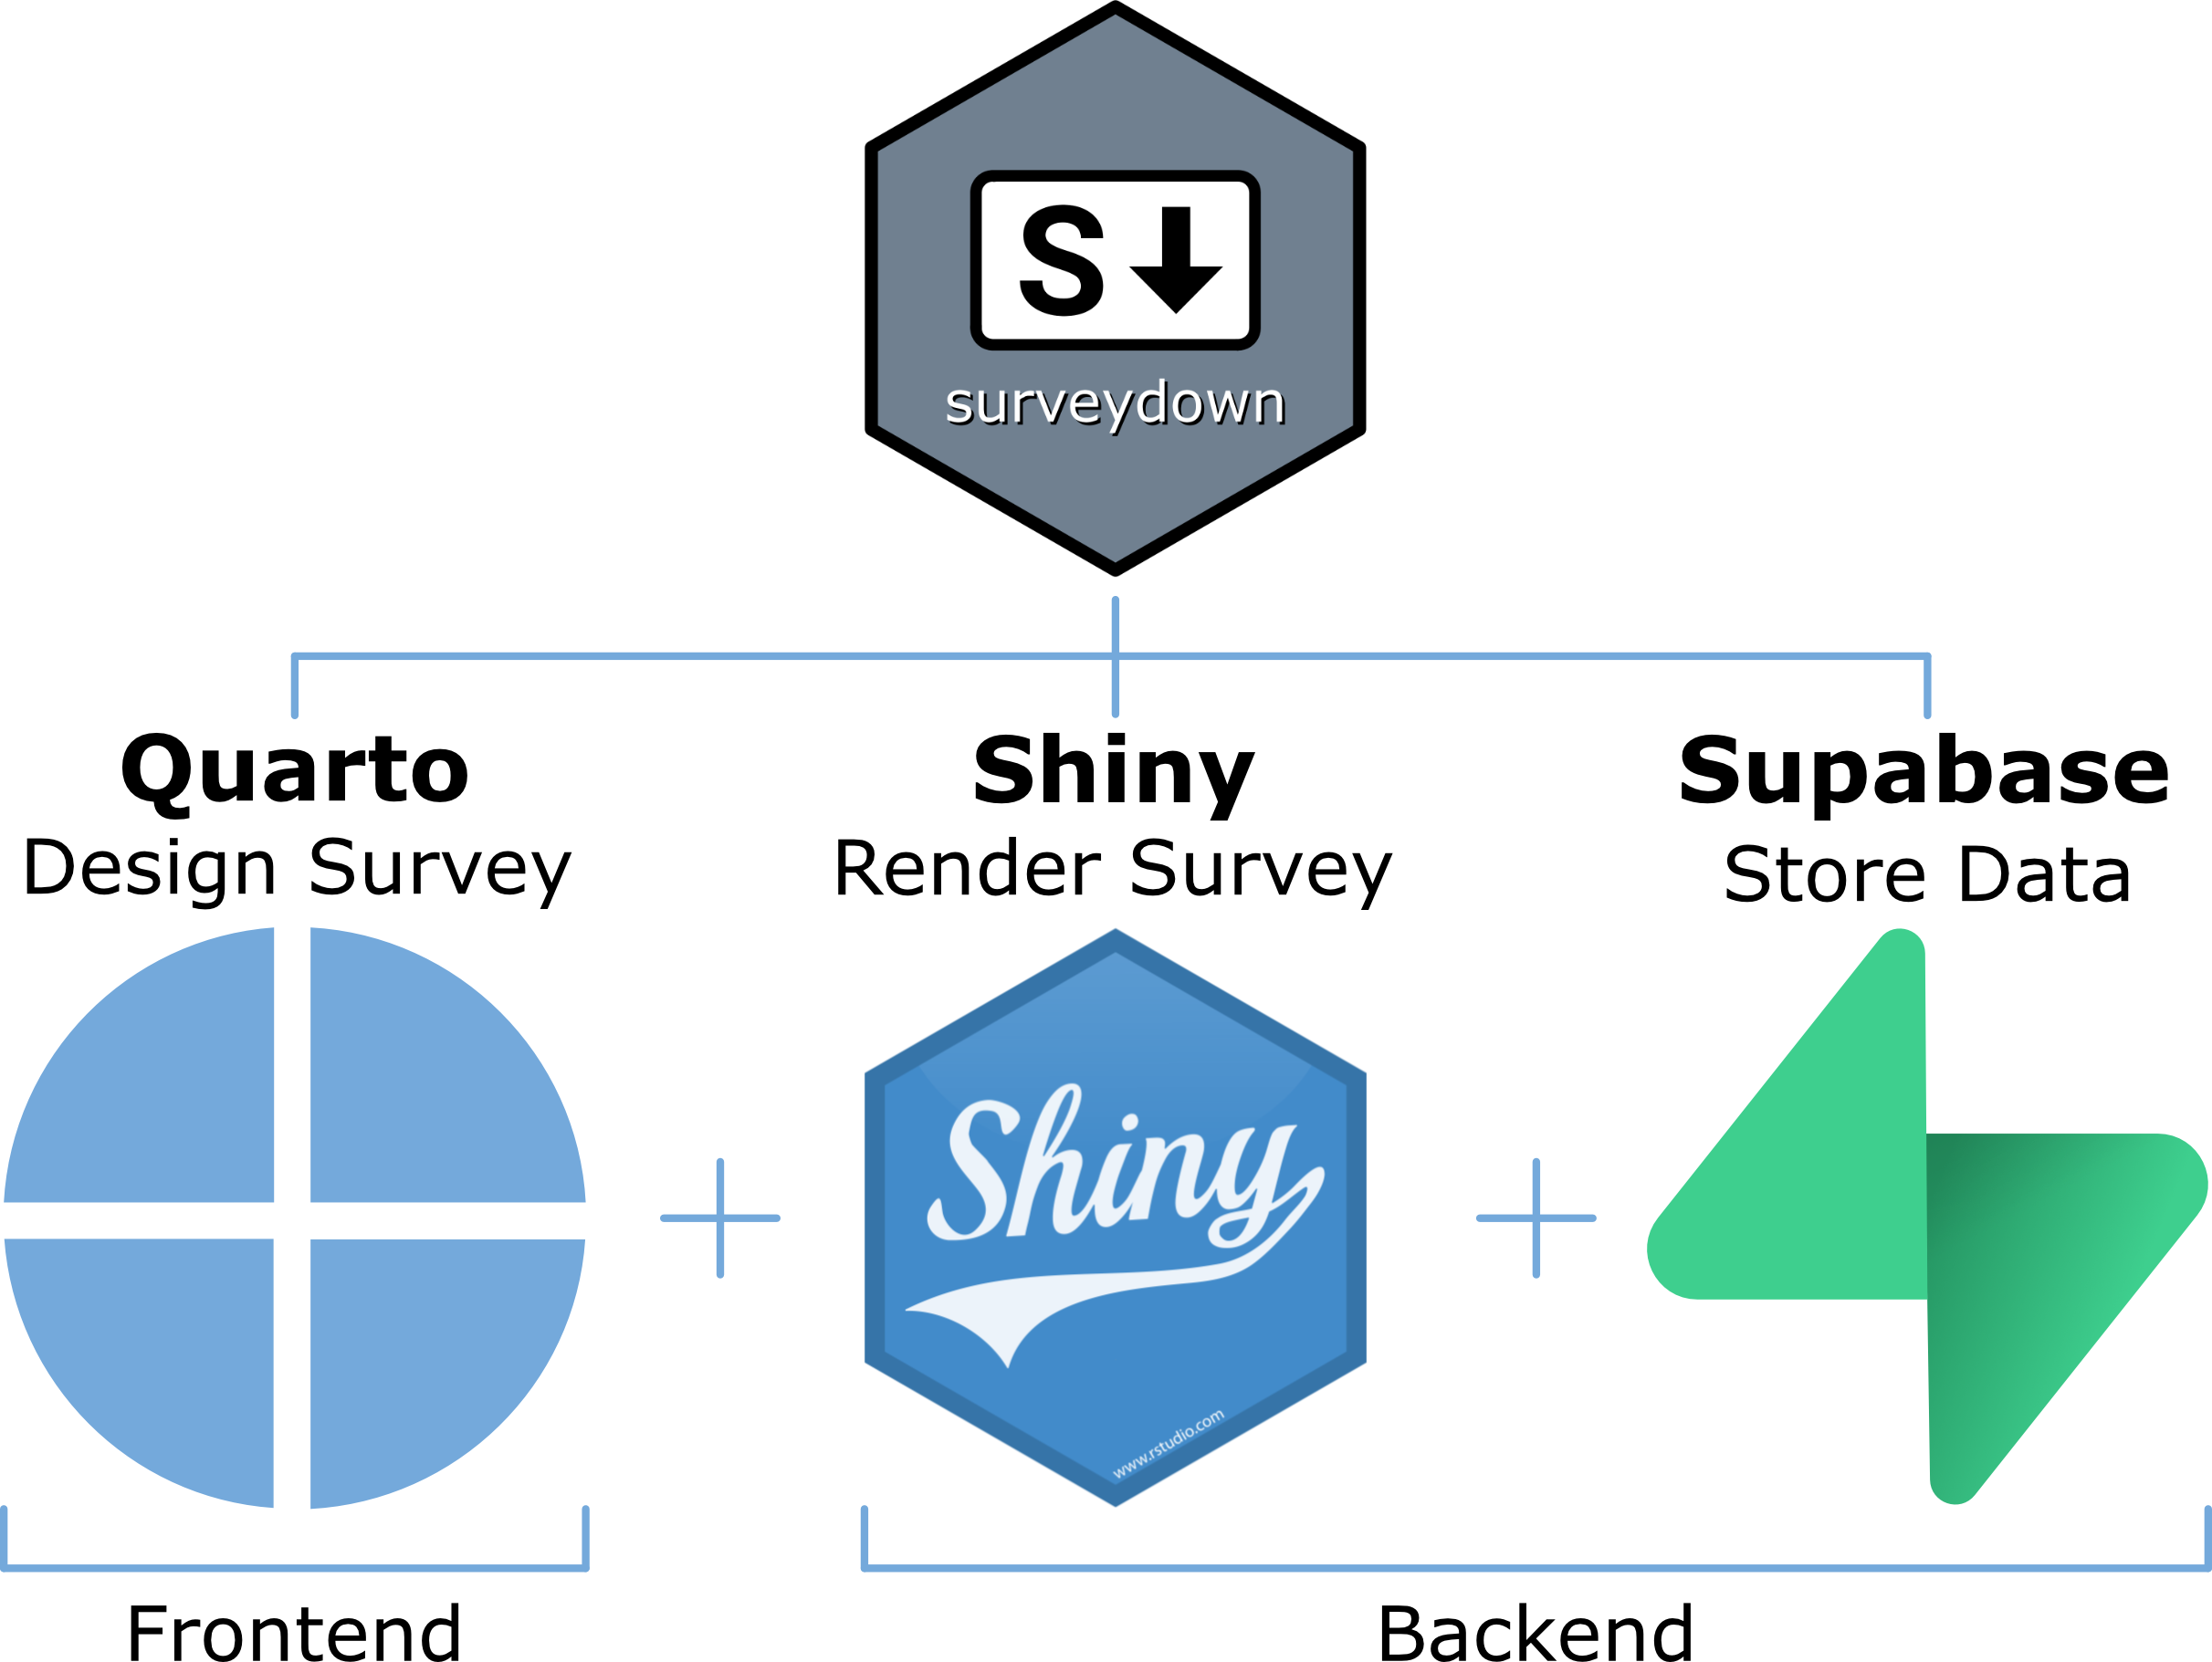 S
surveydown
Quarto
Shiny
Supabase
Design Survey
Render Survey
Store Data
Shiny
www.rstudio.com
Frontend
Backend